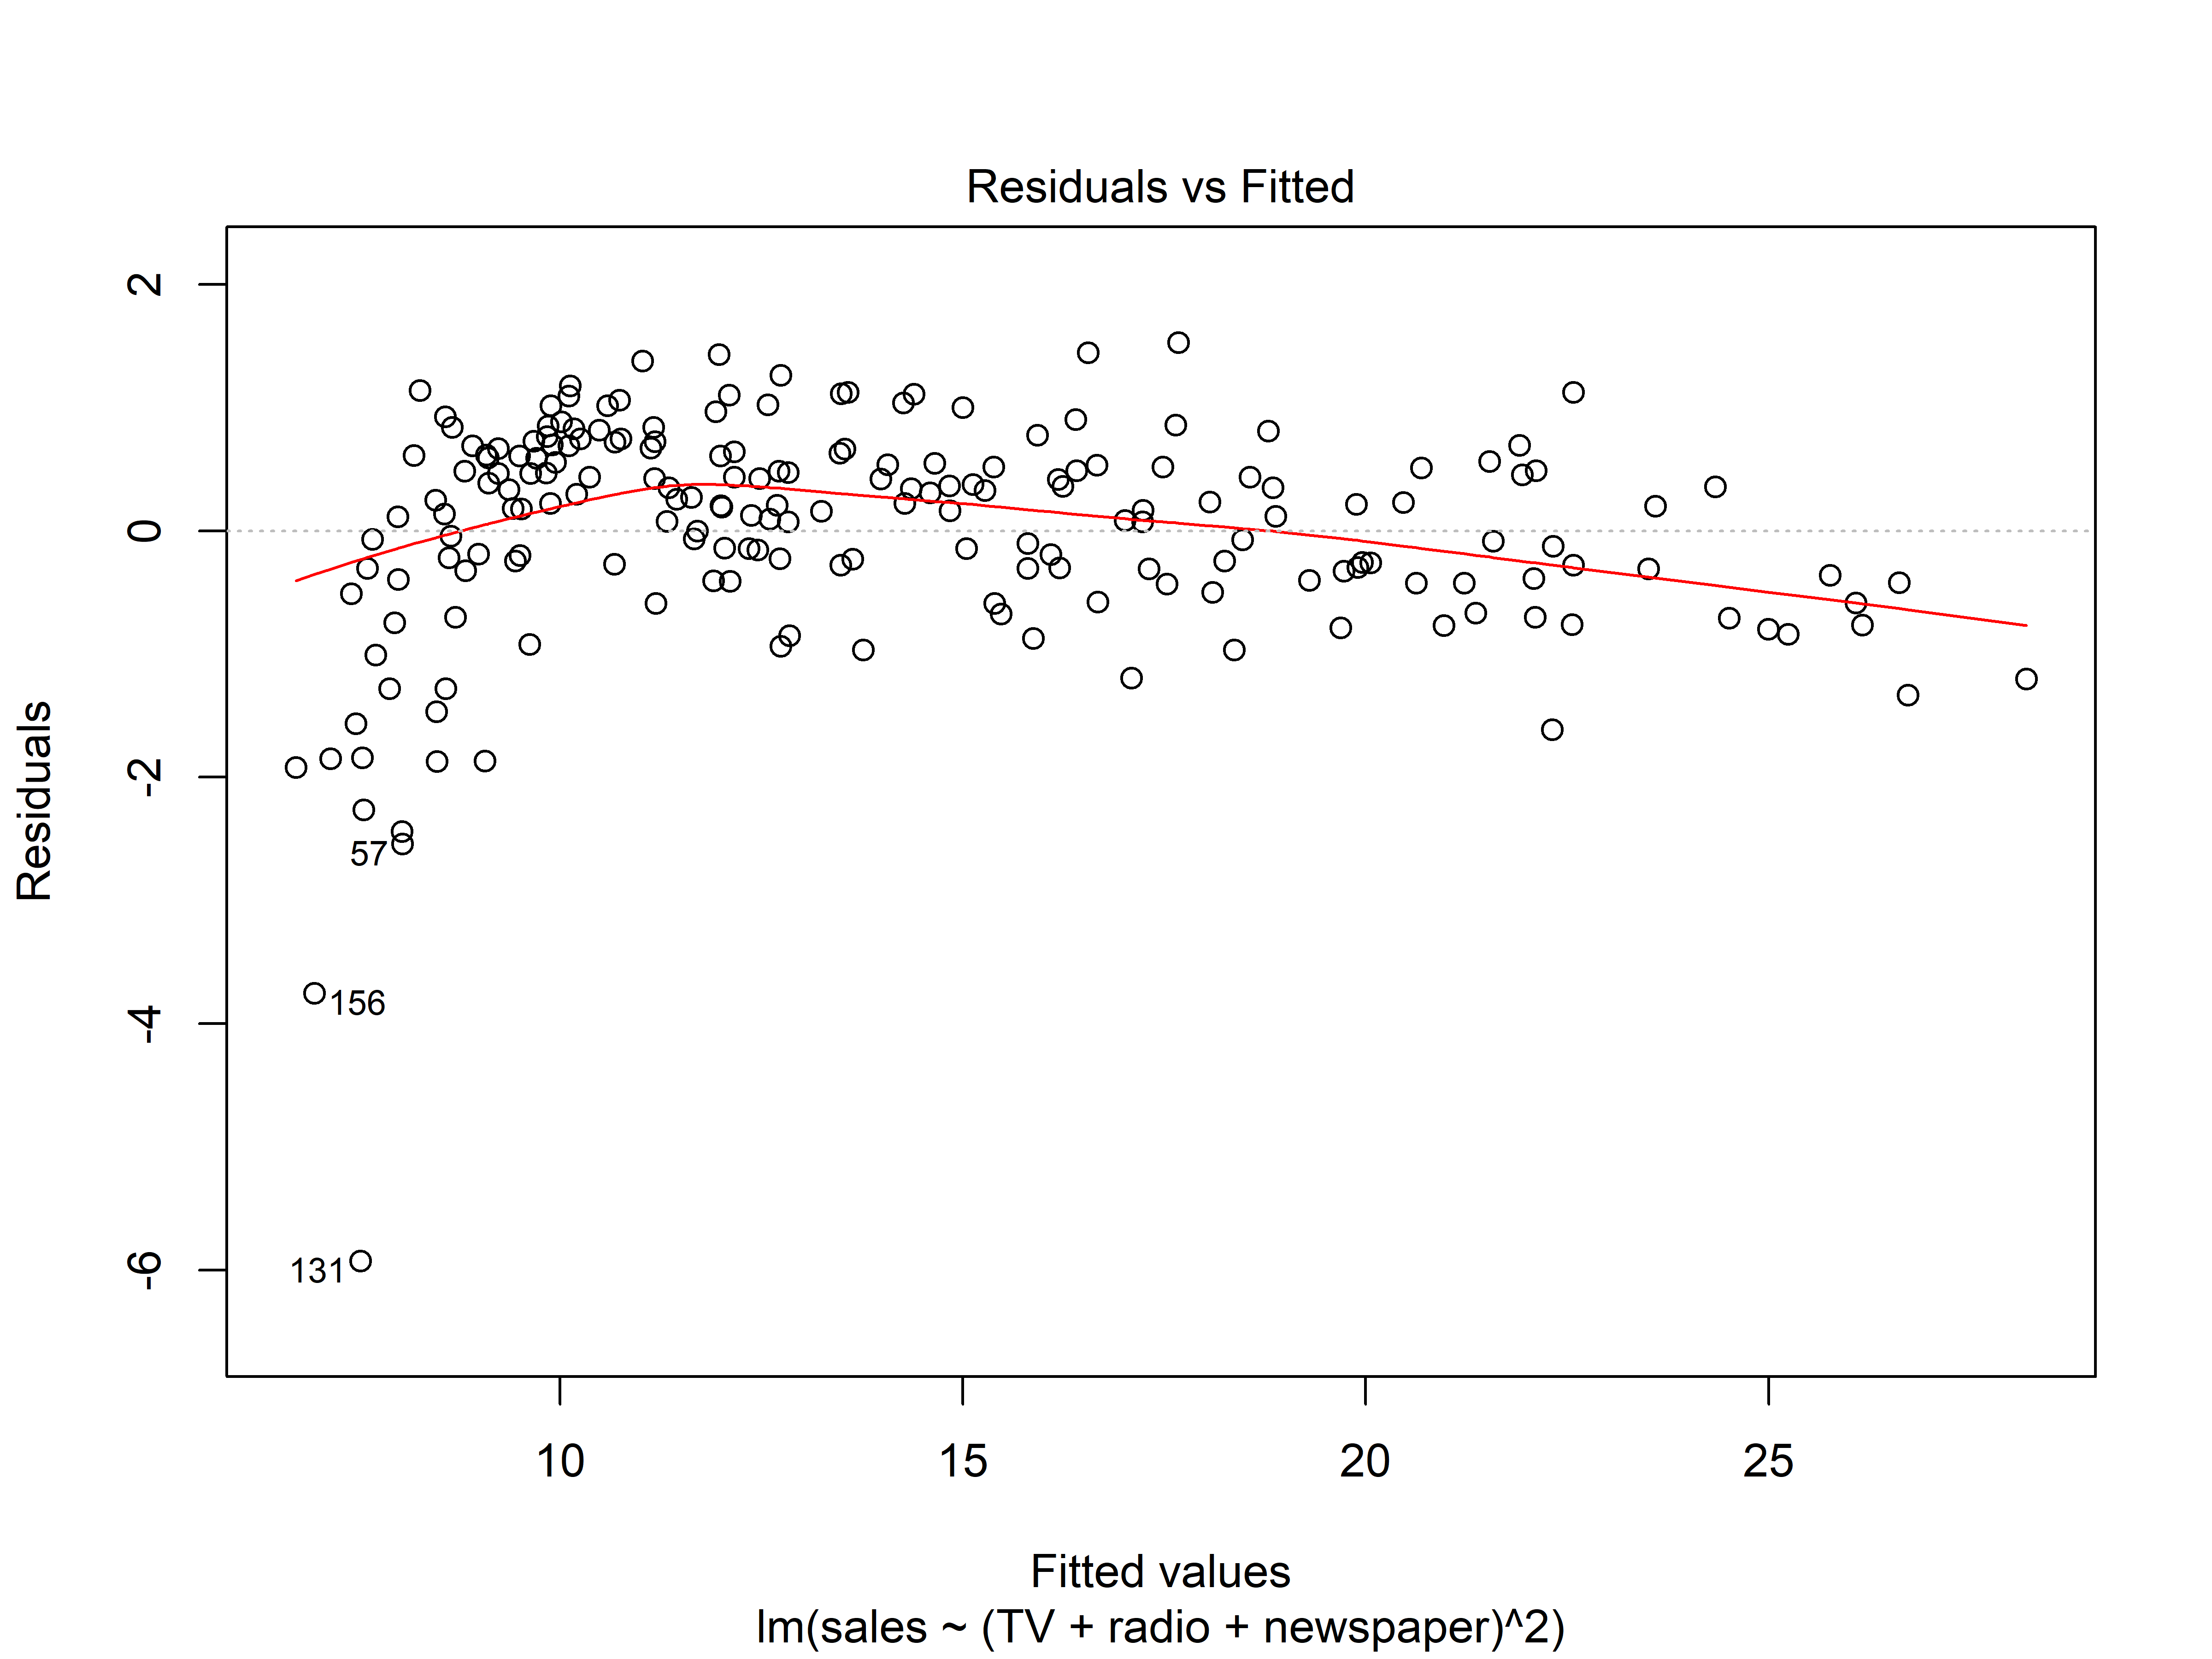 Residuals vs Fitted
2
0
-2
-4
-6
Residuals
57
156
131
10 15 20 25
Fitted values
lm(sales ~ (TV + radio + newspaper)^2)